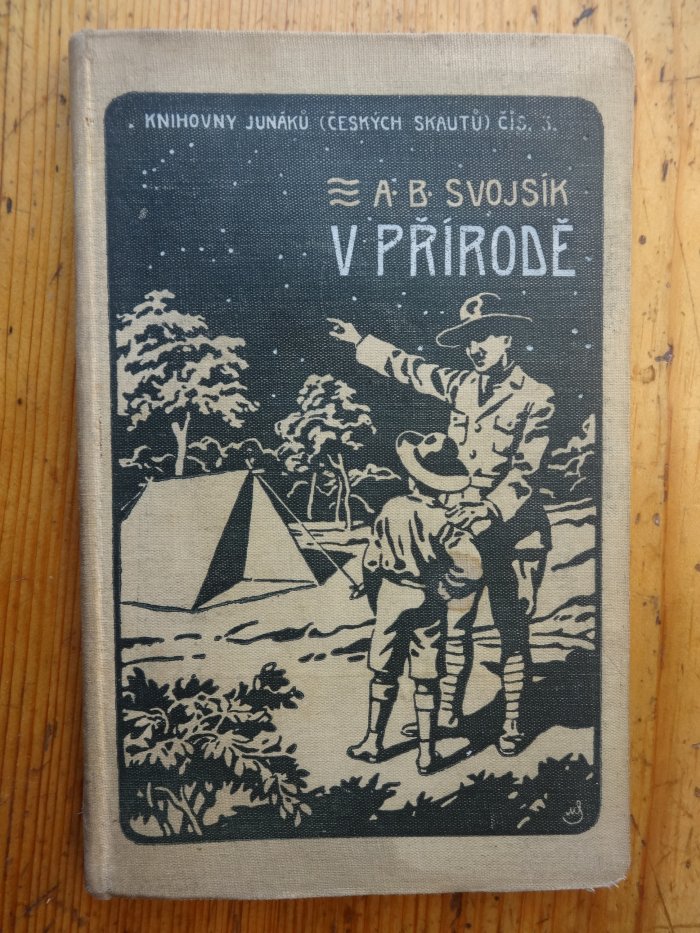 KNIHOVNY JUNÁKŮ (ČESKÝCH SKAUTŮ) ČÍS. 3.
A. B. SVOJSÍK
V PŘÍRODĚ